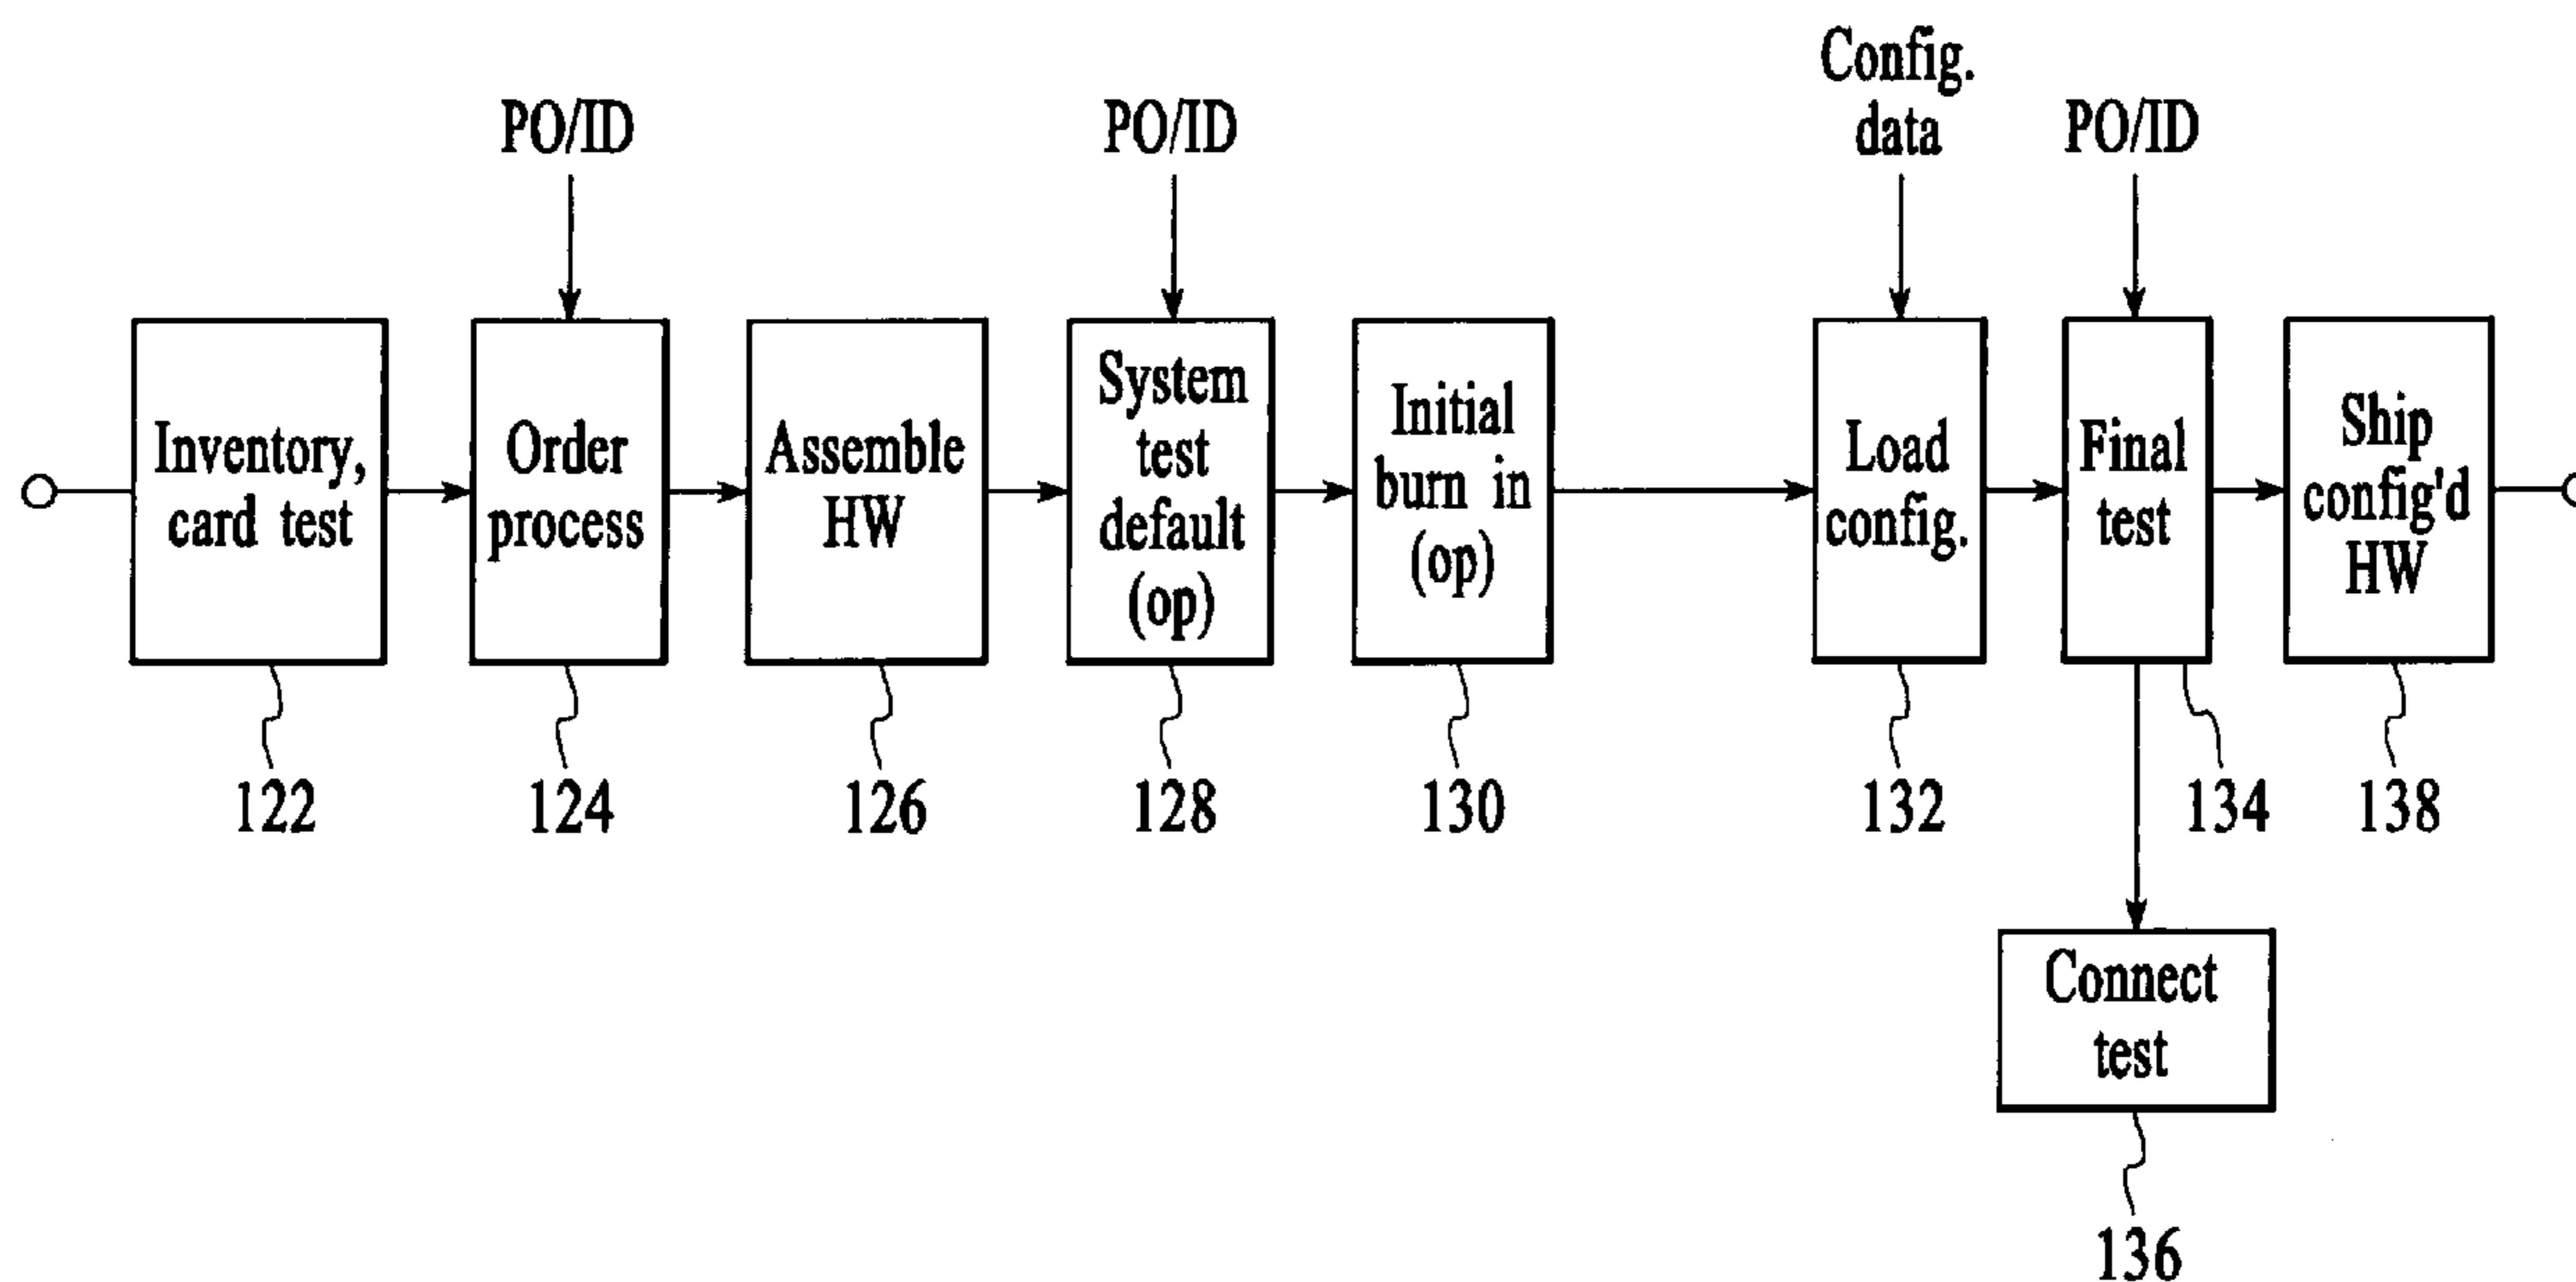 Config.
data
PO/ID
PO/ID
PO/ID
Inventory,
card test
Order
process
Assemble
HW
System
test
default
(op)
Initial
burn in
(op)
Load
config.
Final
test
Ship
config'd
HW
122
124
126
128
130
132
134
138
Connect
test
136